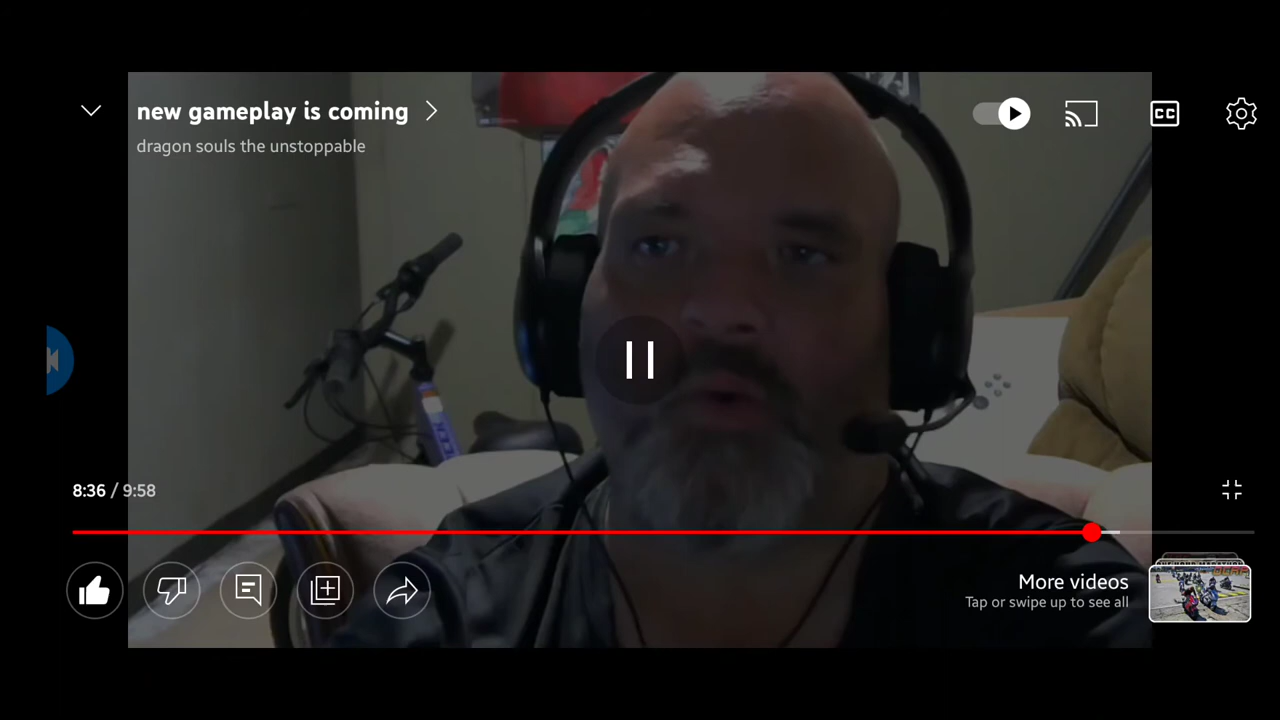 new gameplay is coming
dragon souls the unstoppable
CC
8:36 / 9:58
More videos
Tap or swipe up to see all